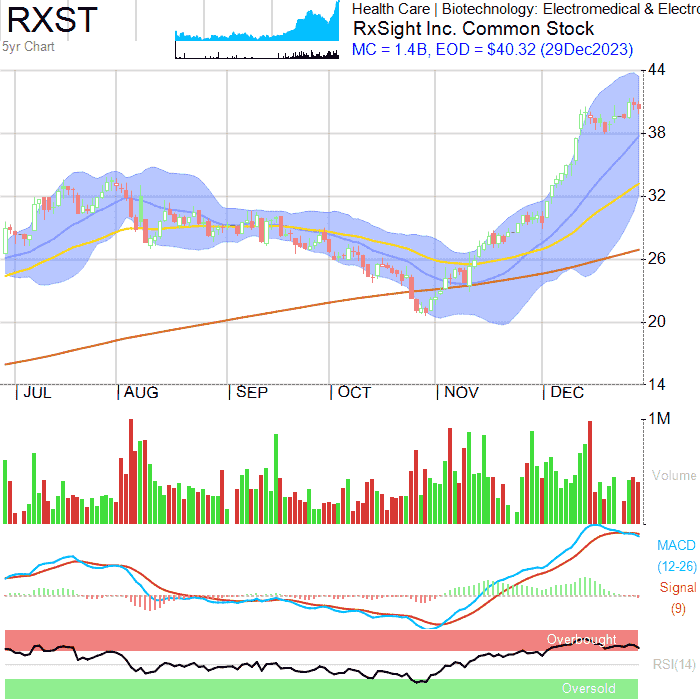 RXST
5yr Chart
Health Care | Biotechnology: Electromedical & Electro
RxSight Inc. Common Stock
MC = 1.4B, EOD = $40.32 (29Dec2023)
44
38
32
26
20
14
JUL AUG SEP OCT NOV DEC
1M
Volume
MACD
(12-26)
Signal
(9)
Overbought
RSI(14)
Oversold